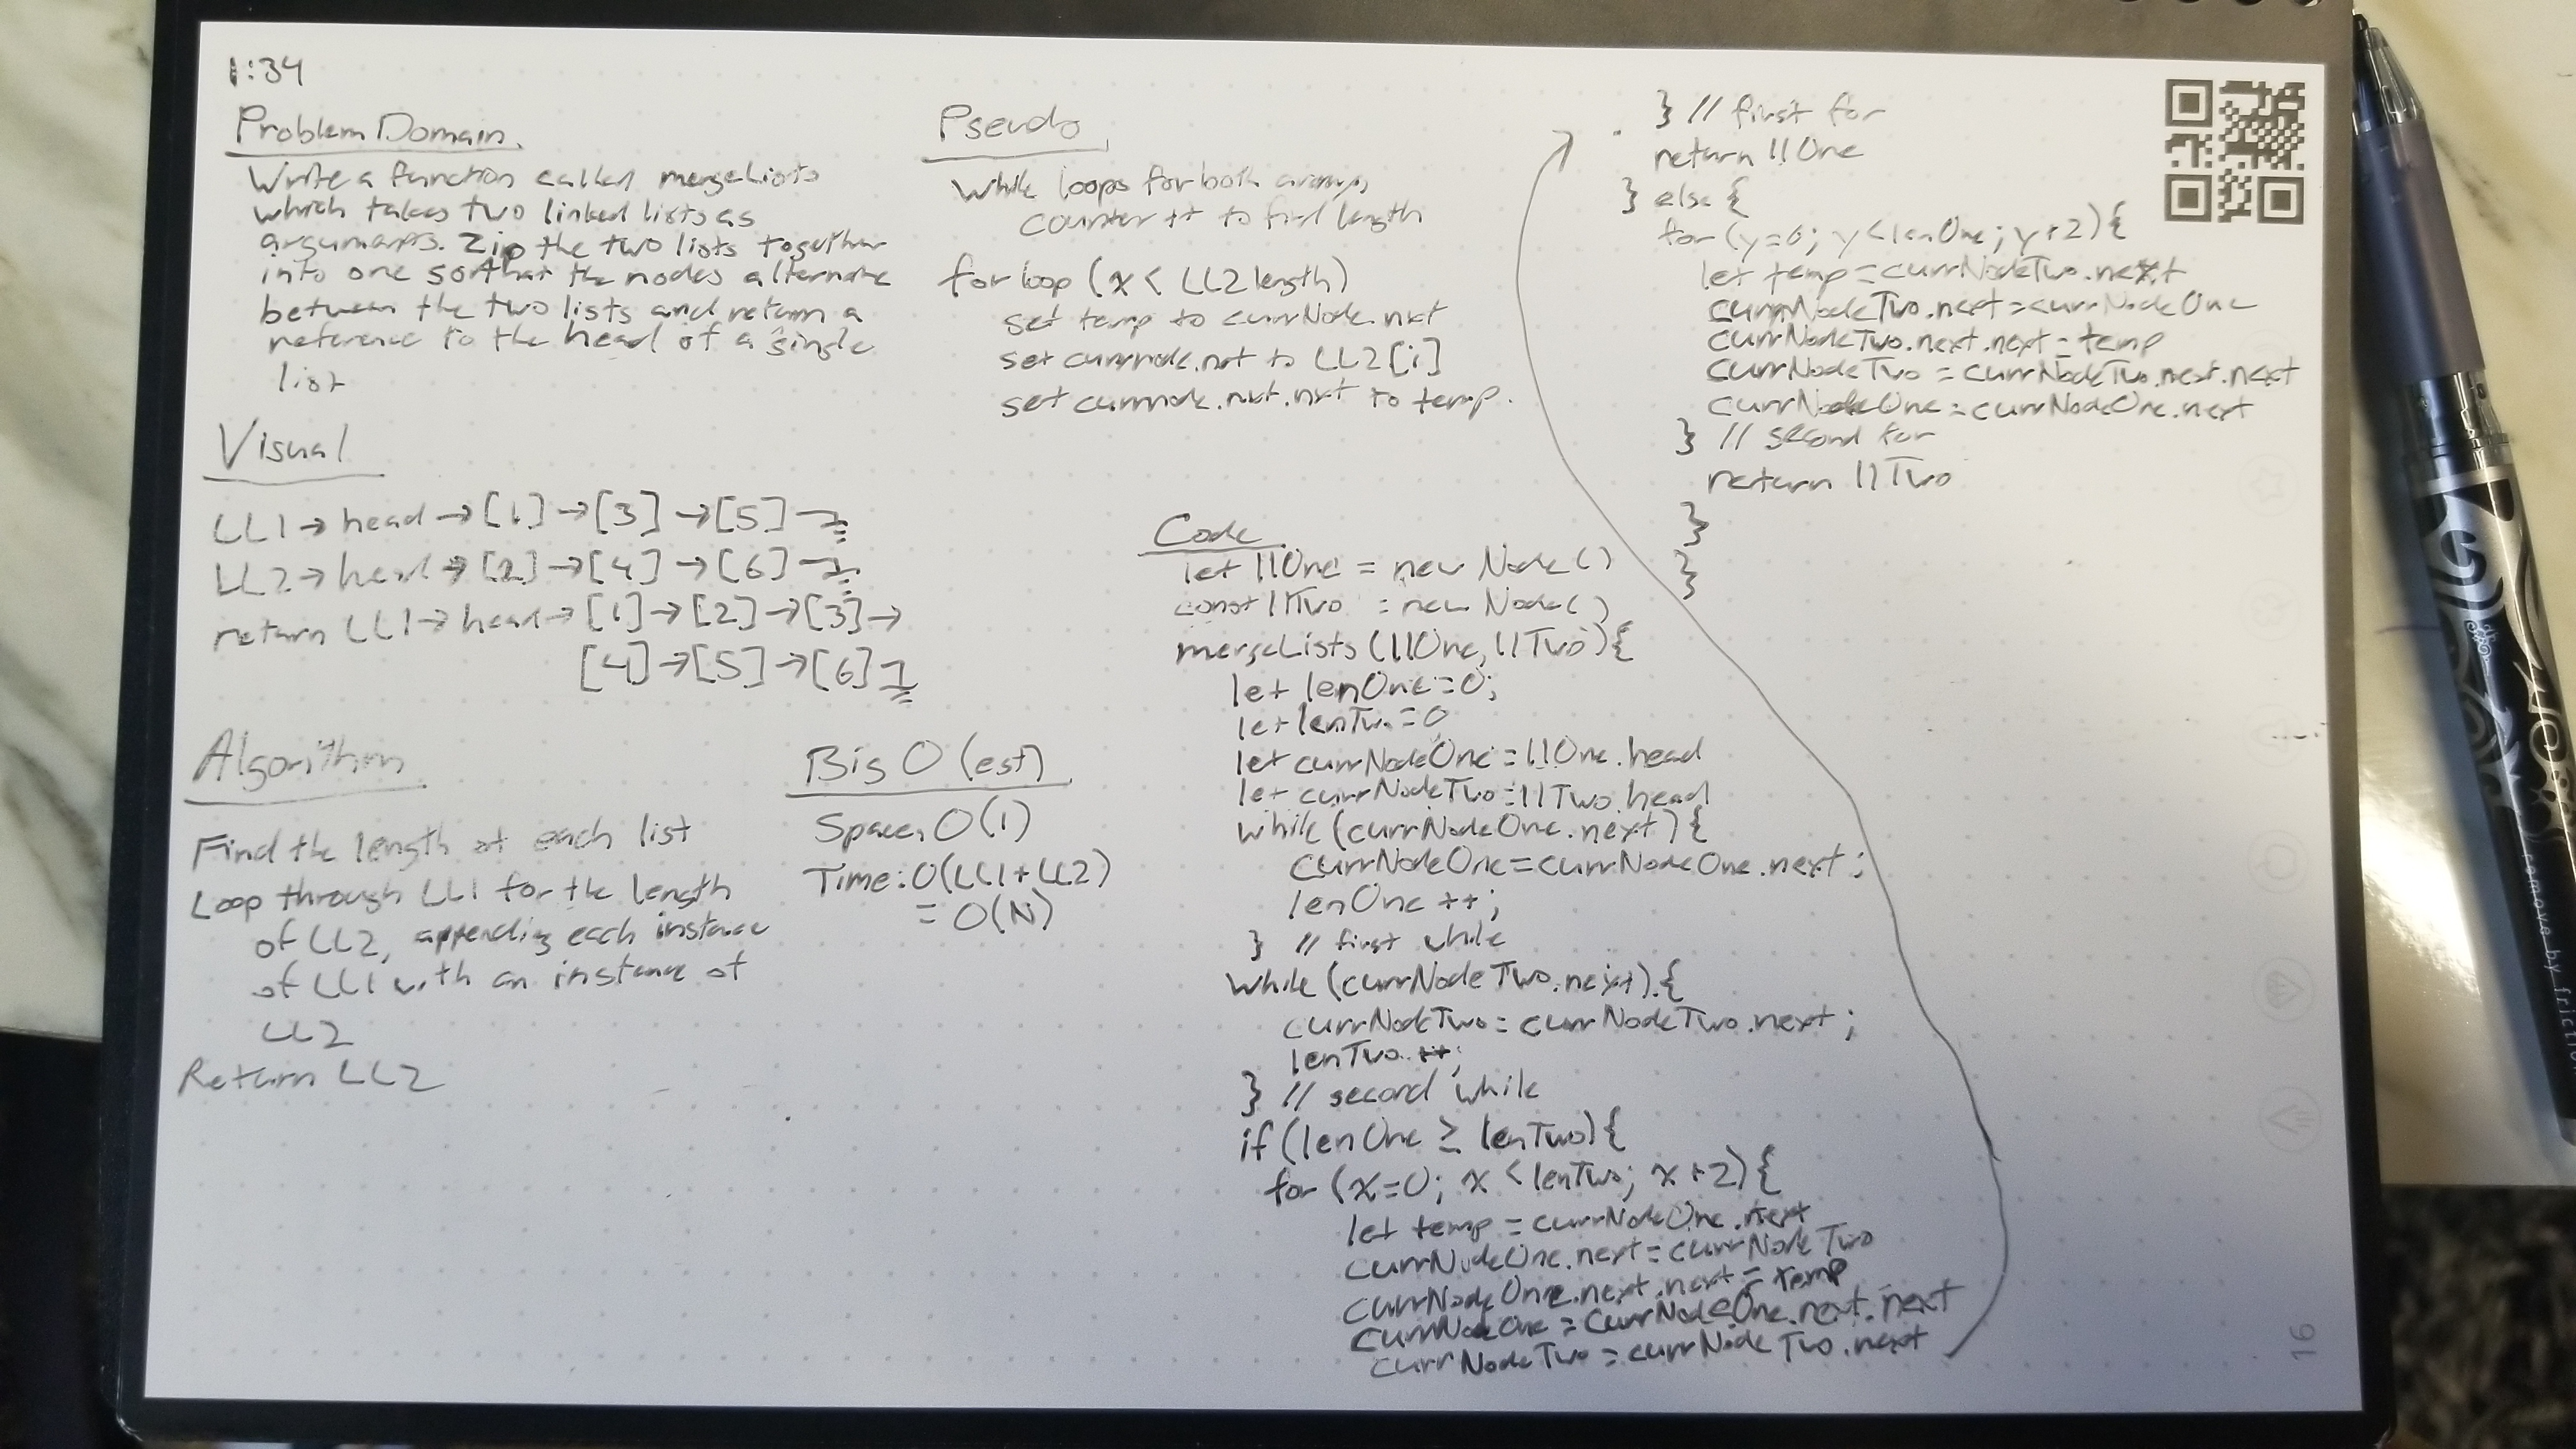 1:34
Problem Domain
Write a function called mergeLists
which takes two linked lists as
arguments. Zip the two lists together
into one so that the nodes alternate
between the two lists and return a
reference to the head of a single
list
Visual
LL1 → head → [1] → [3] → [5] →
LL2 → head → [2] → [4] → [6] →
return LL1 → head → [1] → [2] → [3] →
[4] → [5] → [6]
Algorithm
Find the length of each list
Loop through LL1 for the length
of LL2, appending each instance
of LL1 with an instance of
LL2
Return LL2
Big O (est)
Space, O(1)
Time: O(LL1+LL2)
= O(N)
Pseudo
While loops for both arrays,
counter ++ to find length
for loop (x < LL2 length)
set temp to currNode.nxt
set currnode.nxt to LL2[i]
set currnode.nxt.nxt to temp.
Code
let llOne = new Node()
const llTwo = new Node()
mergeLists (llOne, llTwo){
let lenOne = 0;
let lenTwo = 0
let currNodeOne = llOne.head
let currNodeTwo = llTwo.head
while (currNodeOne.next){
currNodeOne = currNodeOne.next;
lenOne ++;
} // first while
while (currNodeTwo.next).{
currNodeTwo = currNodeTwo.next;
lenTwo ++;
} // second while
if (lenOne ≥ lenTwo){
for (x=0; x < lenTwo; x+2){
let temp = currNodeOne.next
currNodeOne.next = currNodeTwo
currNodeOne.next.next = temp
currNodeOne = currNodeOne.next.next
currNodeTwo = currNodeTwo.next
} // first for
return llOne
} else {
for (y=0; y < lenOne; y+2){
let temp = currNodeTwo.next
currNodeTwo.next = currNodeOne
currNodeTwo.next.next = temp
currNodeTwo = currNodeTwo.next.next
currNodeOne = currNodeOne.next
} // second for
return llTwo
}
}
16
remove by friction